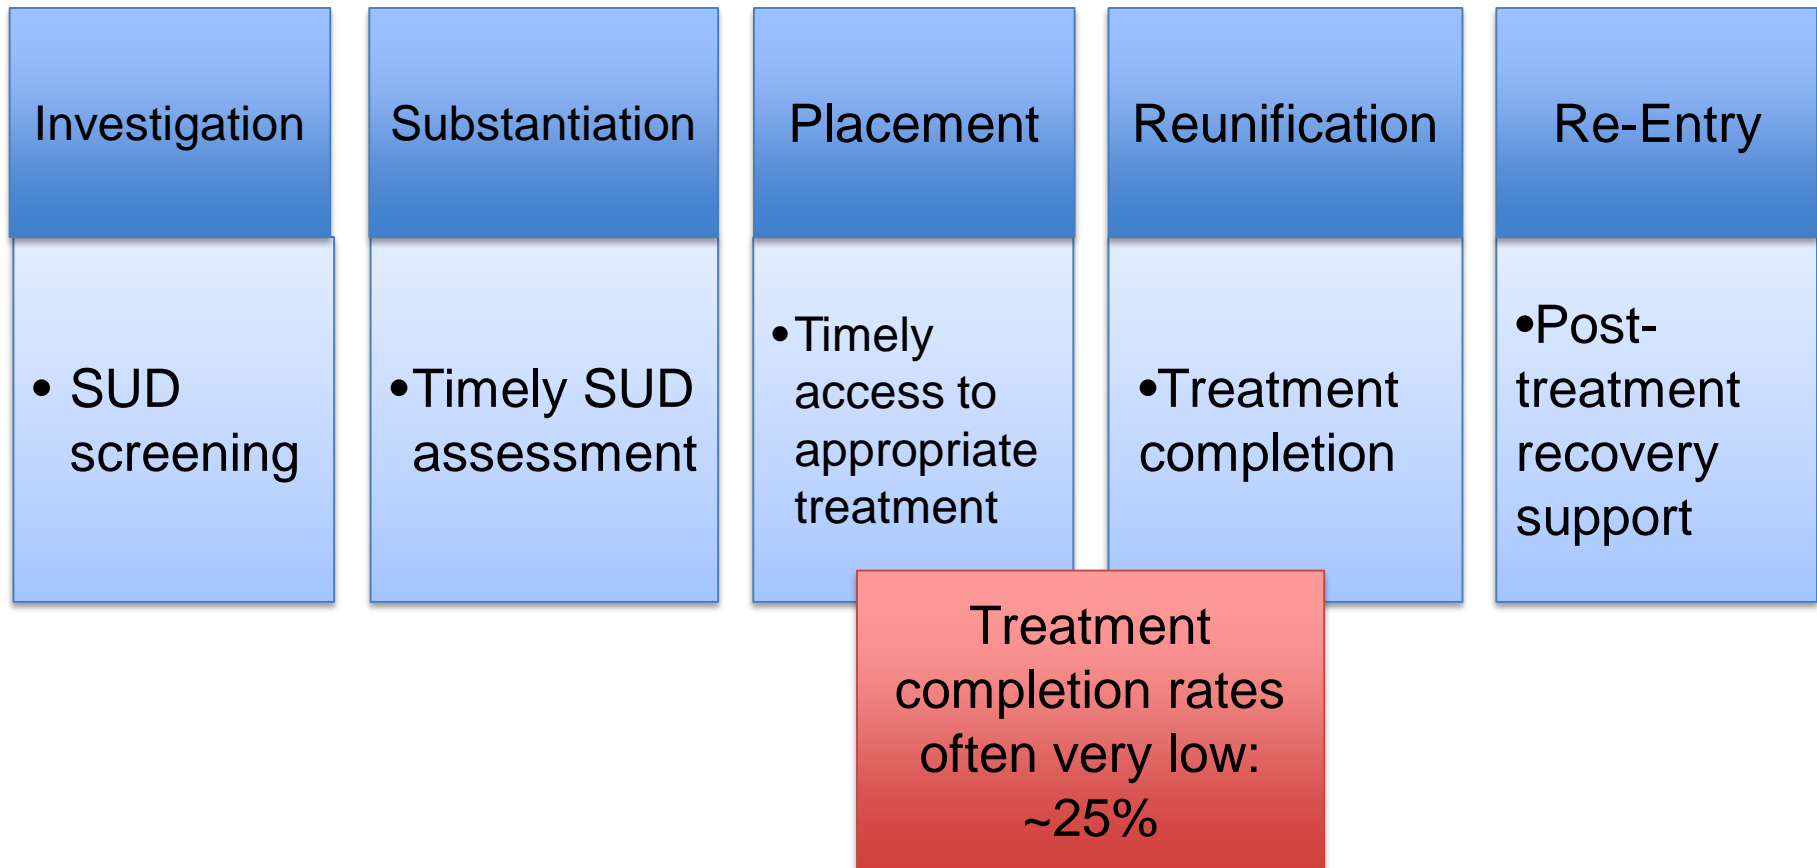 Investigation
Substantiation
Placement
Reunification
Re-Entry
• SUD
screening
•Timely SUD
assessment
•Timely
access to
appropriate
treatment
•Treatment
completion
•Post-
treatment
recovery
support
Treatment
completion rates
often very low:
~25%